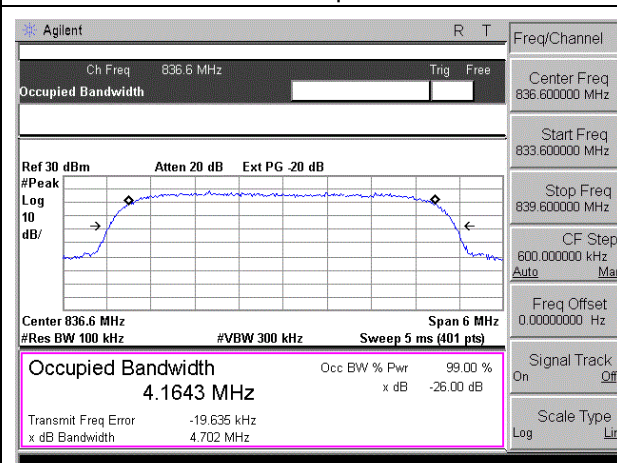 Agilent R T
Freq/Channel
Ch Freq 836.6 MHz Trig Free
Occupied Bandwidth
Center Freq
836.600000 MHz
Start Freq
833.600000 MHz
Stop Freq
839.600000 MHz
CF Step
600.000000 kHz
Auto Man
Freq Offset
0.00000000 Hz
Signal Track
On Off
Scale Type
Log Lin
Ref 30 dBm Atten 20 dB Ext PG -20 dB
#Peak
Log
10
dB/
Center 836.6 MHz Span 6 MHz
#Res BW 100 kHz #VBW 300 kHz Sweep 5 ms (401 pts)
Occupied Bandwidth Occ BW % Pwr 99.00 %
4.1643 MHz x dB -26.00 dB
Transmit Freq Error -19.635 kHz
x dB Bandwidth 4.702 MHz